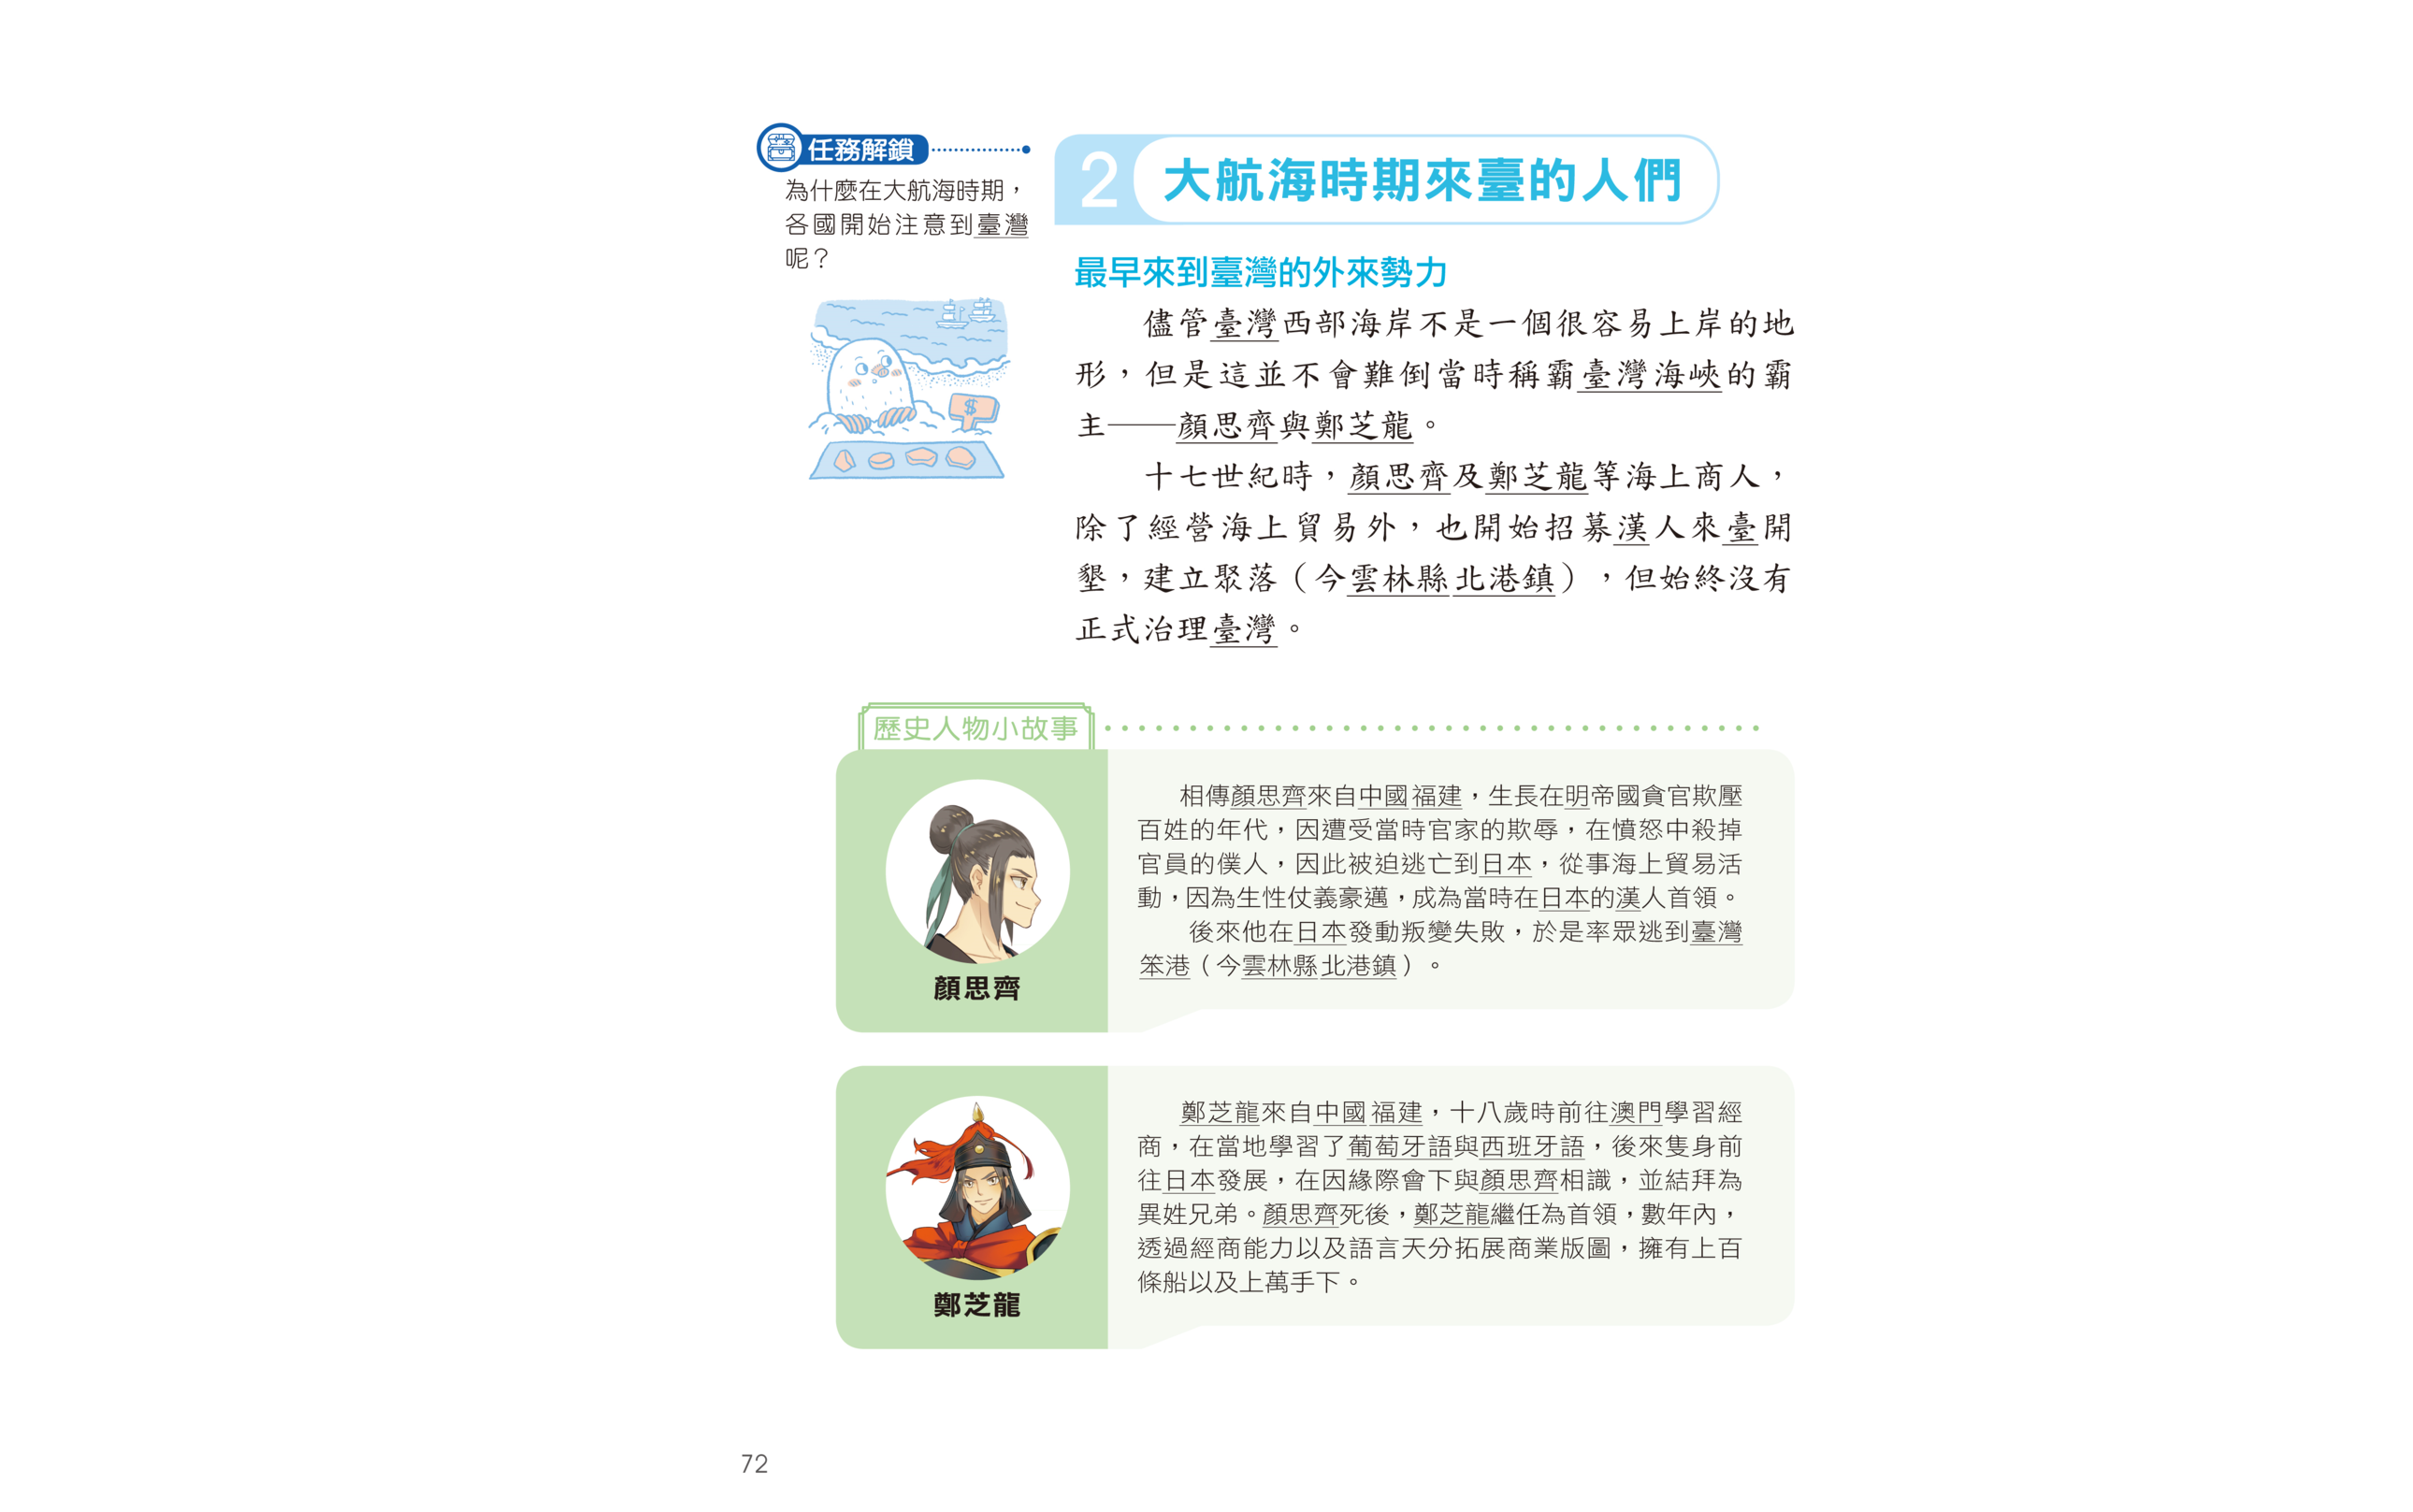 任務解鎖
為什麼在大航海時期，
各國開始注意到臺灣
呢？
$
2 大航海時期來臺的人們
最早來到臺灣的外來勢力
儘管臺灣西部海岸不是一個很容易上岸的地
形，但是這並不會難倒當時稱霸臺灣海峽的霸
主——顏思齊與鄭芝龍。
十七世紀時，顏思齊及鄭芝龍等海上商人，
除了經營海上貿易外，也開始招募漢人來臺開
墾，建立聚落（今雲林縣北港鎮），但始終沒有
正式治理臺灣。
歷史人物小故事
顏思齊
相傳顏思齊來自中國福建，生長在明帝國貪官欺壓
百姓的年代，因遭受當時官家的欺辱，在憤怒中殺掉
官員的僕人，因此被迫逃亡到日本，從事海上貿易活
動，因為生性仗義豪邁，成為當時在日本的漢人首領。
後來他在日本發動叛變失敗，於是率眾逃到臺灣
笨港（今雲林縣北港鎮）。
鄭芝龍
鄭芝龍來自中國福建，十八歲時前往澳門學習經
商，在當地學習了葡萄牙語與西班牙語，後來隻身前
往日本發展，在因緣際會下與顏思齊相識，並結拜為
異姓兄弟。顏思齊死後，鄭芝龍繼任為首領，數年內，
透過經商能力以及語言天分拓展商業版圖，擁有上百
條船以及上萬手下。
72